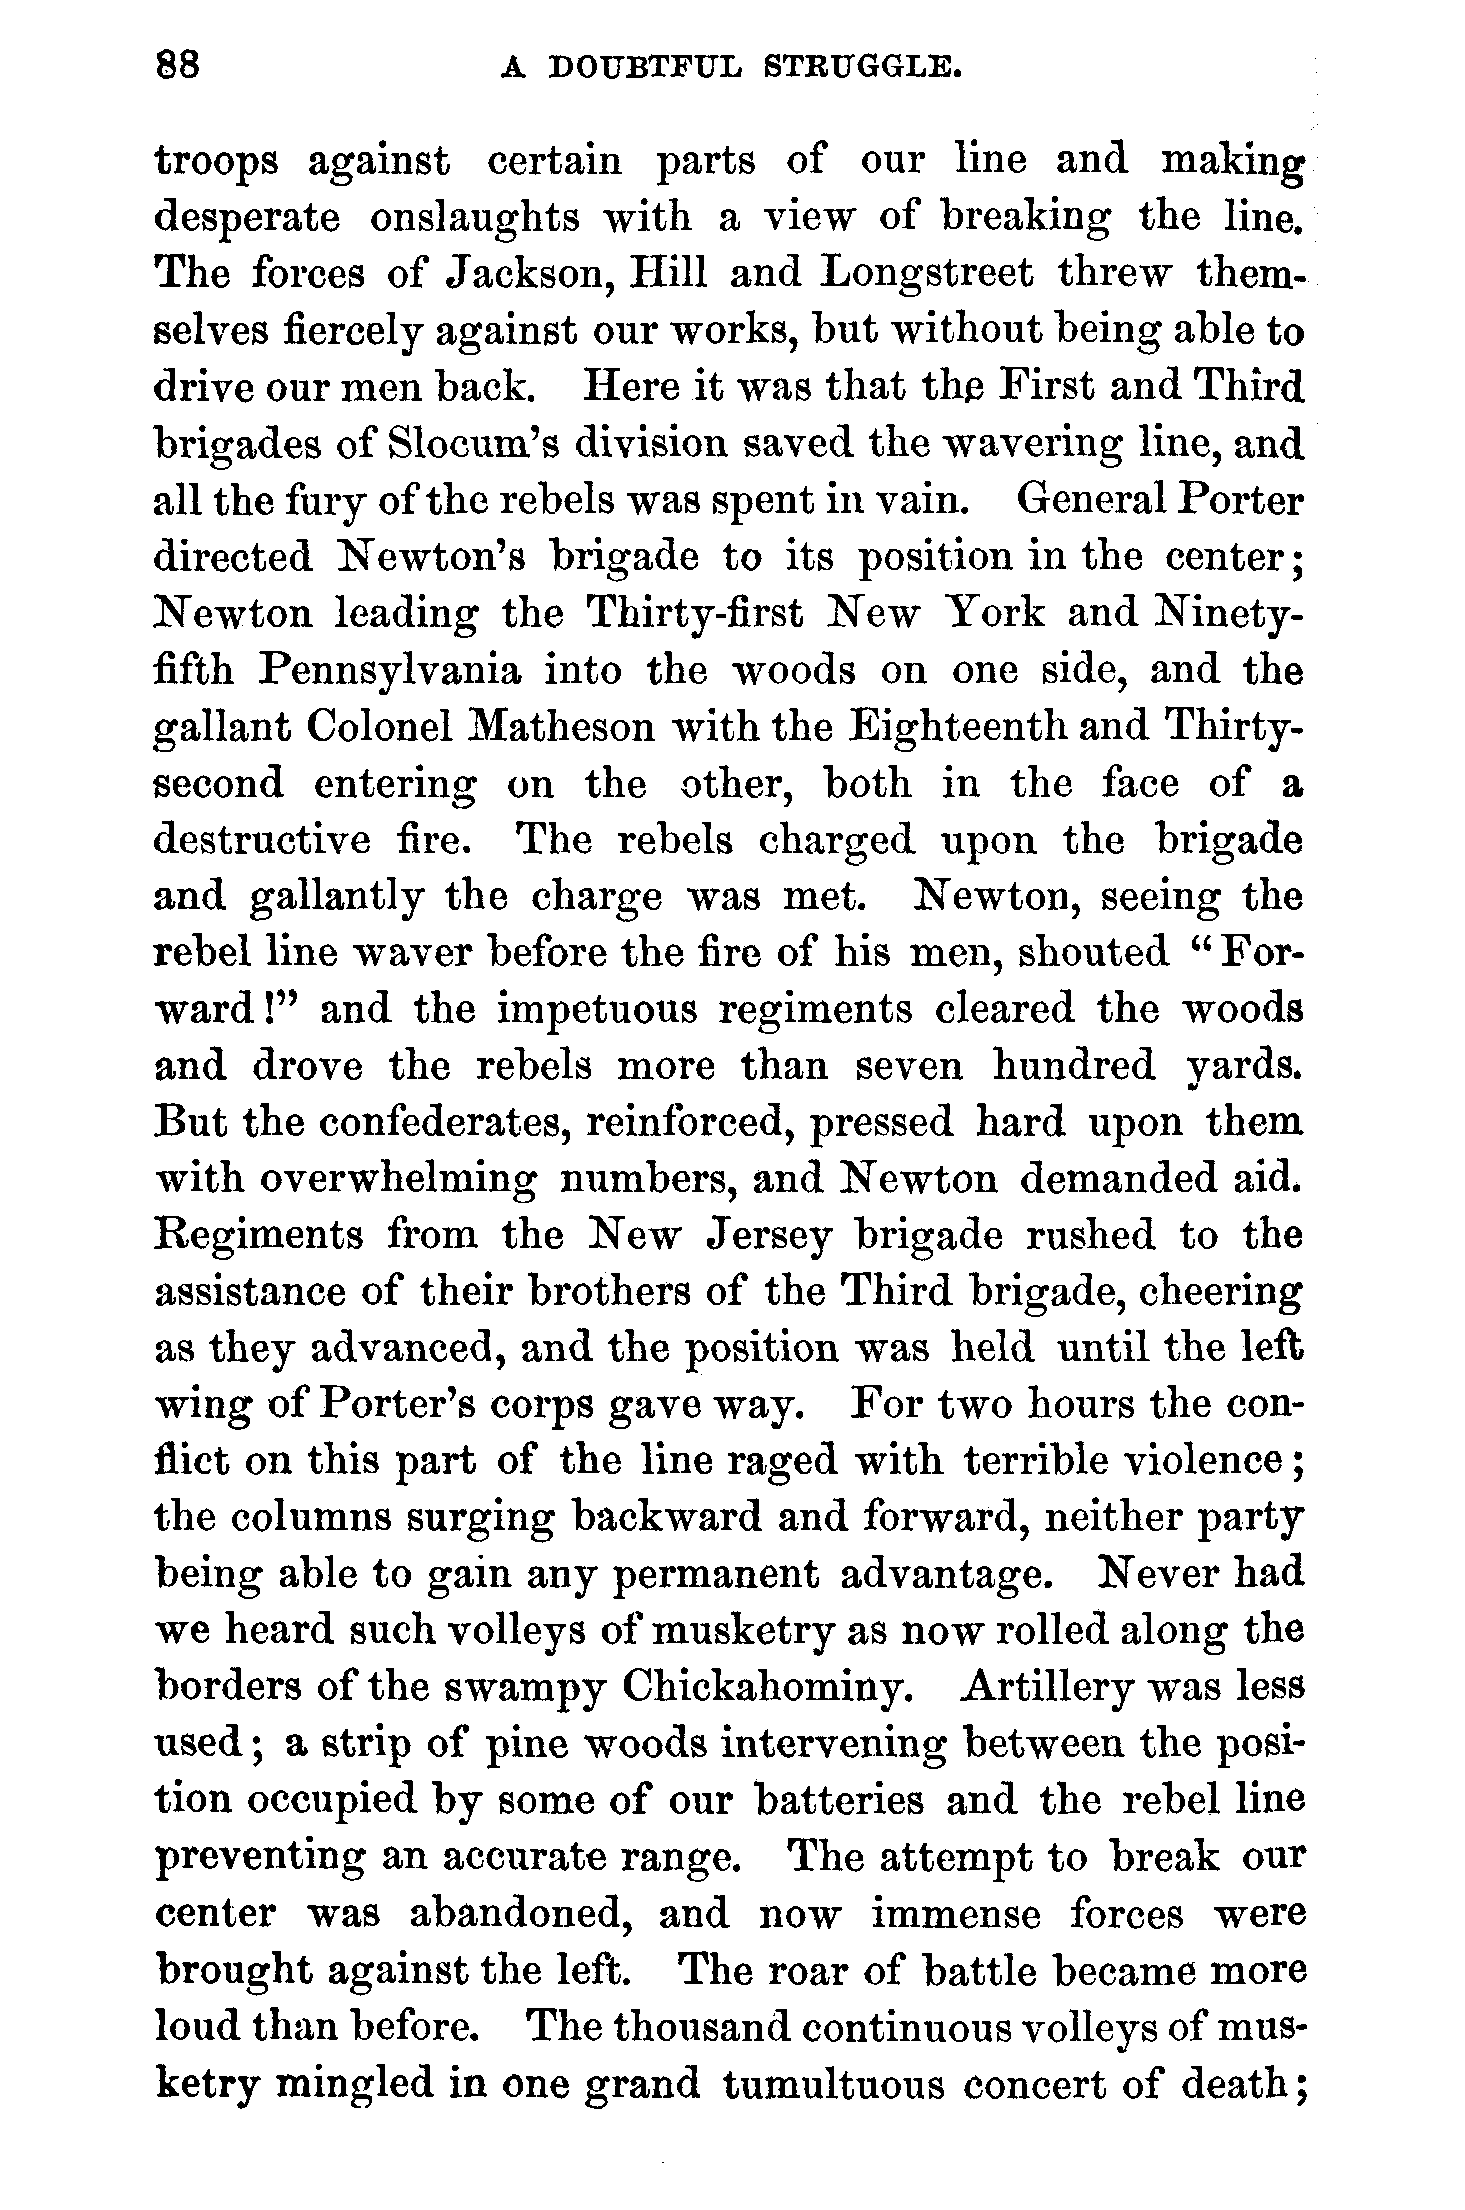 88 A DOUBTFUL STRUGGLE.
troops against certain parts of our line and making
desperate onslaughts with a view of breaking the line.
The forces of Jackson, Hill and Longstreet threw them-
selves fiercely against our works, but without being able to
drive our men back. Here it was that the First and Third
brigades of Slocum's division saved the wavering line, and
all the fury of the rebels was spent in vain. General Porter
directed Newton's brigade to its position in the center;
Newton leading the Thirty-first New York and Ninety-
fifth Pennsylvania into the woods on one side, and the
gallant Colonel Matheson with the Eighteenth and Thirty-
second entering on the other, both in the face of a
destructive fire. The rebels charged upon the brigade
and gallantly the charge was met. Newton, seeing the
rebel line waver before the fire of his men, shouted “For-
ward!” and the impetuous regiments cleared the woods
and drove the rebels more than seven hundred yards.
But the confederates, reinforced, pressed hard upon them
with overwhelming numbers, and Newton demanded aid.
Regiments from the New Jersey brigade rushed to the
assistance of their brothers of the Third brigade, cheering
as they advanced, and the position was held until the left
wing of Porter's corps gave way. For two hours the con-
flict on this part of the line raged with terrible violence;
the columns surging backward and forward, neither party
being able to gain any permanent advantage. Never had
we heard such volleys of musketry as now rolled along the
borders of the swampy Chickahominy. Artillery was less
used; a strip of pine woods intervening between the posi-
tion occupied by some of our batteries and the rebel line
preventing an accurate range. The attempt to break our
center was abandoned, and now immense forces were
brought against the left. The roar of battle became more
loud than before. The thousand continuous volleys of mus-
ketry mingled in one grand tumultuous concert of death;